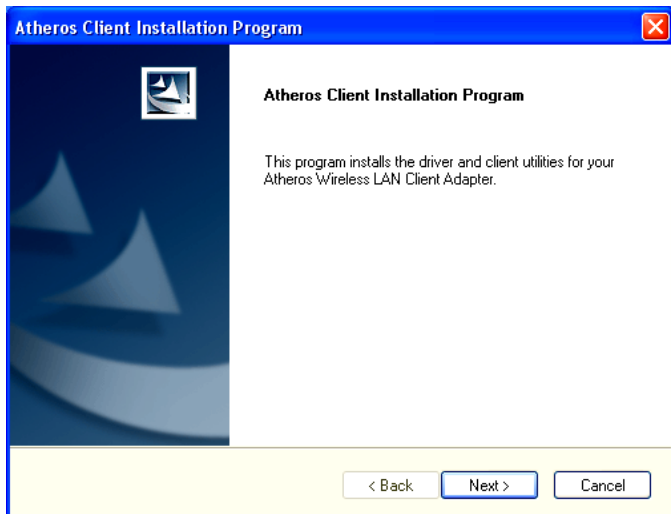 Atheros Client Installation Program
Atheros Client Installation Program
This program installs the driver and client utilities for your
Atheros Wireless LAN Client Adapter.
< Back
Next >
Cancel